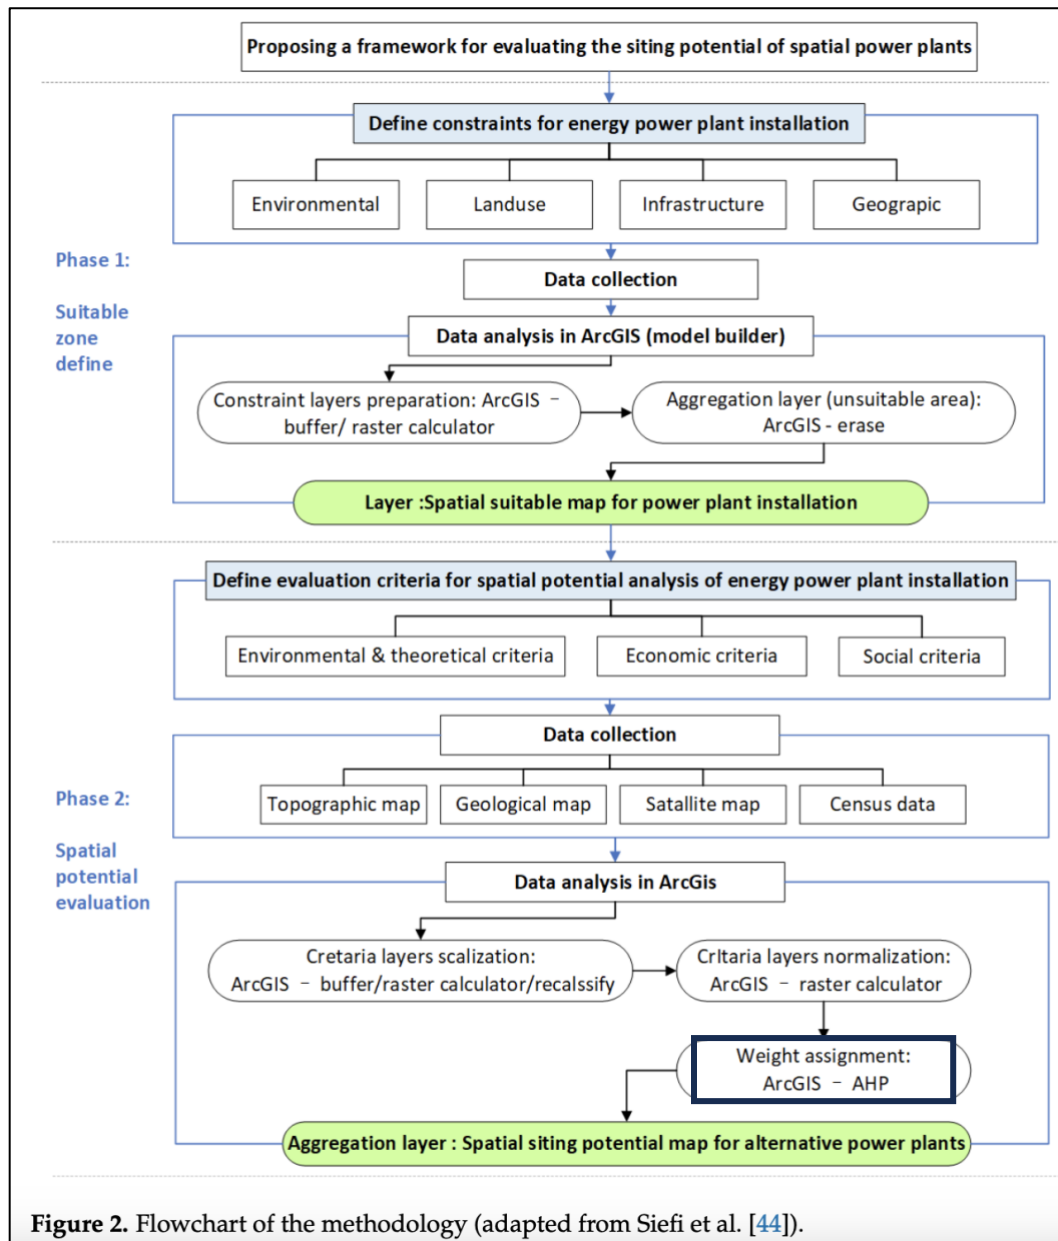 Proposing a framework for evaluating the siting potential of spatial power plants
Define constraints for energy power plant installation
Environmental
Landuse
Infrastructure
Geograpic
Phase 1:
Suitable
zone
define
Data collection
Data analysis in ArcGIS (model builder)
Constraint layers preparation: ArcGIS –
buffer/ raster calculator
Aggregation layer (unsuitable area):
ArcGIS - erase
Layer :Spatial suitable map for power plant installation
Define evaluation criteria for spatial potential analysis of energy power plant installation
Environmental & theoretical criteria
Economic criteria
Social criteria
Data collection
Topographic map
Geological map
Satallite map
Census data
Phase 2:
Spatial
potential
evaluation
Data analysis in ArcGis
Cretaria layers scalization:
ArcGIS – buffer/raster calculator/recalssify
CrItaria layers normalization:
ArcGIS – raster calculator
Weight assignment:
ArcGIS – AHP
Aggregation layer : Spatial siting potential map for alternative power plants
Figure 2. Flowchart of the methodology (adapted from Siefi et al. [44]).